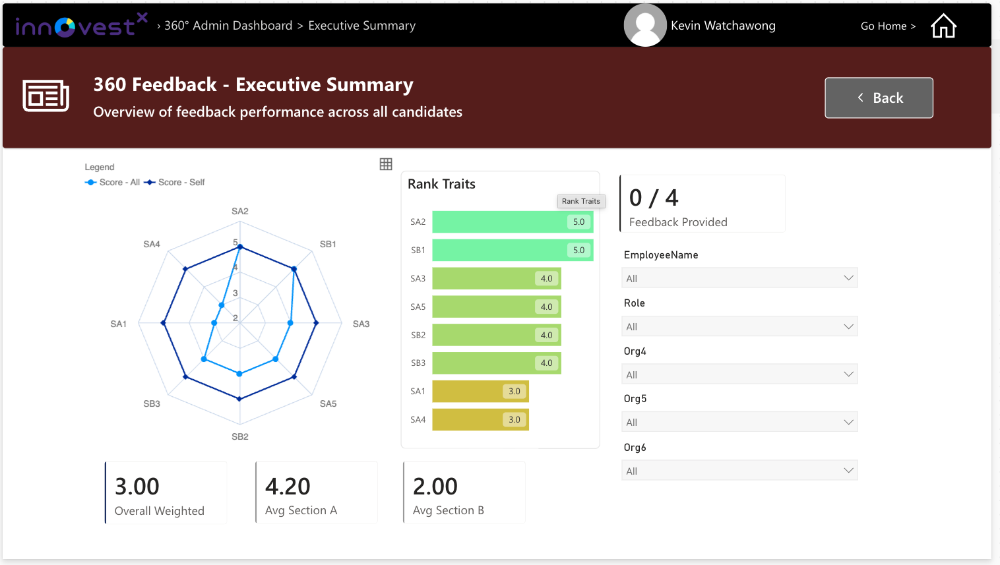 innovestx › 360° Admin Dashboard > Executive Summary
Kevin Watchawong
Go Home >
360 Feedback - Executive Summary
Overview of feedback performance across all candidates
Back
Legend
Score - All Score - Self
SA2
SB1
SA3
SA5
SB2
SB3
SA1
SA4
5
4
3
2
Rank Traits
Rank Traits
SA2 5.0
SB1 5.0
SA3 4.0
SA5 4.0
SB2 4.0
SB3 4.0
SA1 3.0
SA4 3.0
0 / 4
Feedback Provided
EmployeeName
All
Role
All
Org4
All
Org5
All
Org6
All
3.00
Overall Weighted
4.20
Avg Section A
2.00
Avg Section B